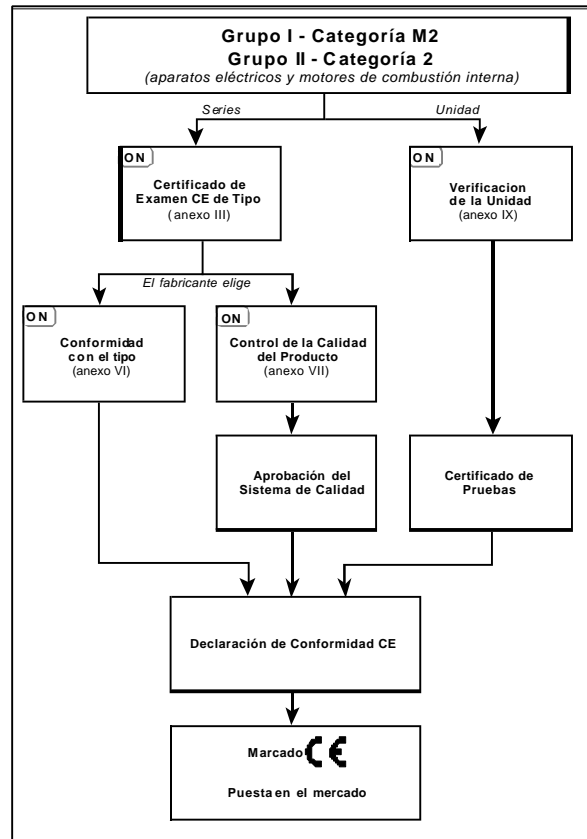 Grupo I - Categoría M2
Grupo II - Categoría 2
(aparatos eléctricos y motores de combustión interna)
Series
Unidad
ON
Certificado de
Examen CE de Tipo
(anexo III)
ON
Verificacion
de la Unidad
(anexo IX)
El fabricante elige
ON
Conformidad
con el tipo
(anexo VI)
ON
Control de la Calidad
del Producto
(anexo VII)
Aprobación del
Sistema de Calidad
Certificado de
Pruebas
Declaración de Conformidad CE
Marcado CE
Puesta en el mercado